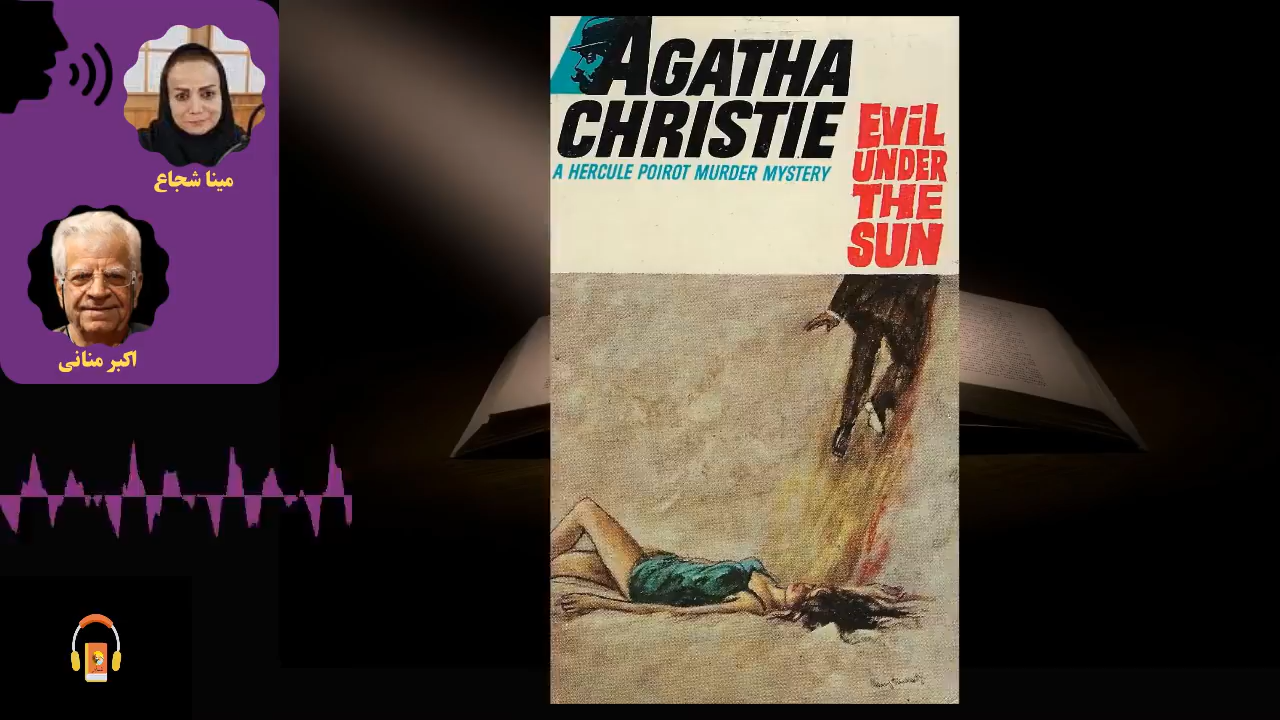 مینا شجاع
اکبر منانی
AGATHA
CHRISTIE
A HERCULE POIROT MURDER MYSTERY
EViL
UNDER
THE
SUN